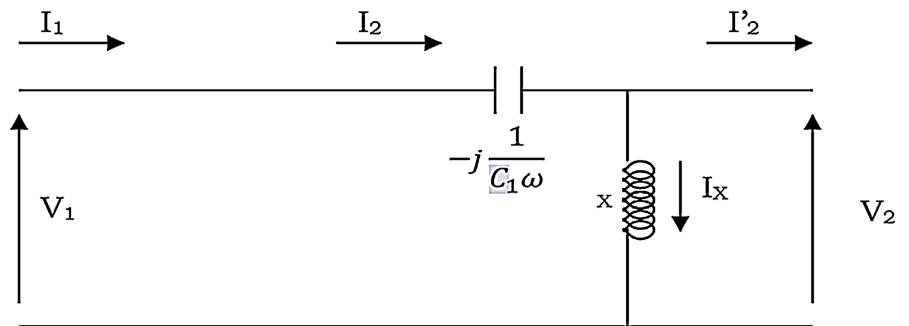 I₁ I₂ I'₂
−j 1/(C₁ω)
V₁ x Iₓ V₂